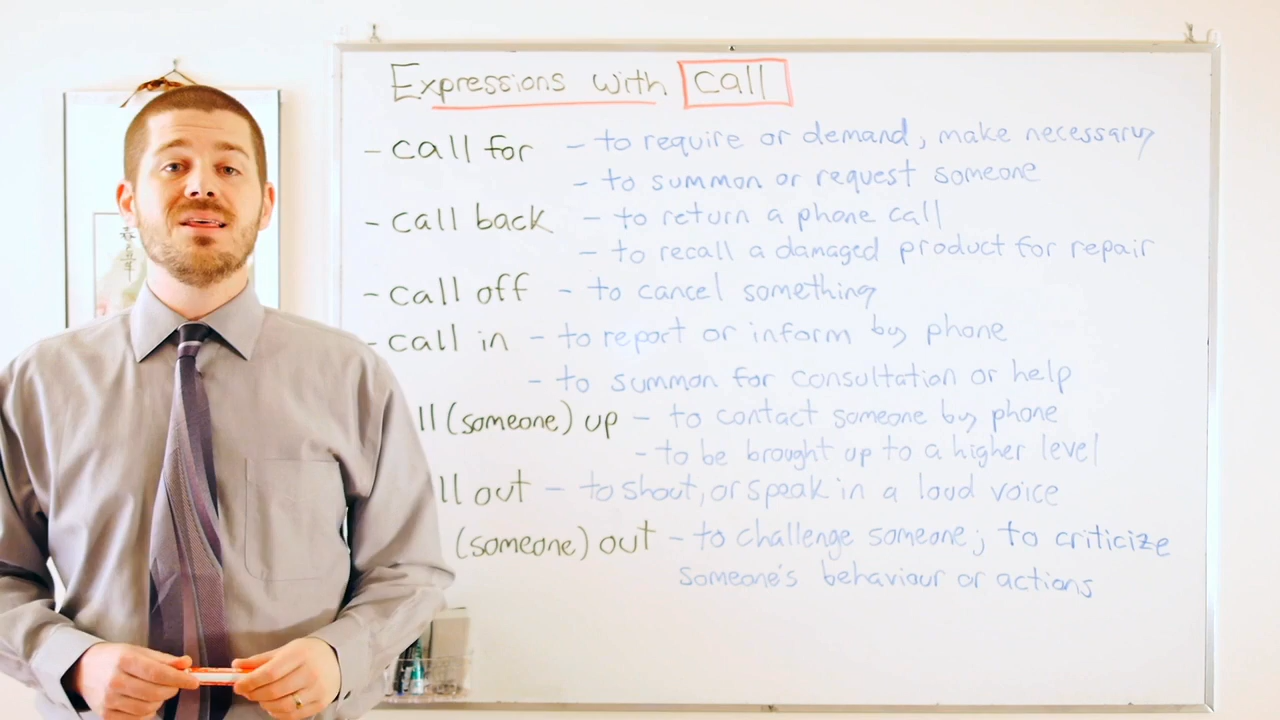 Expressions with call
- call for - to require or demand, make necessary
- to summon or request someone
- call back - to return a phone call
- to recall a damaged product for repair
- call off - to cancel something
- call in - to report or inform by phone
- to summon for consultation or help
ll (someone) up - to contact someone by phone
- to be brought up to a higher level
ll out - to shout, or speak in a loud voice
(someone) out - to challenge someone; to criticize
someone's behaviour or actions